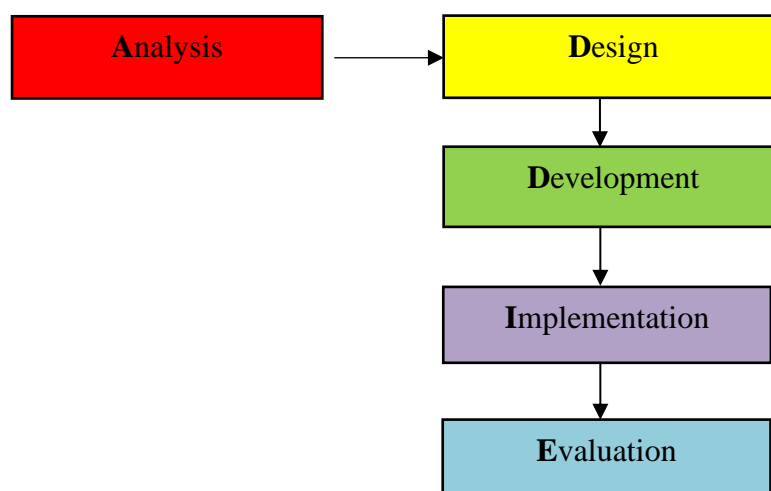 Analysis
Design
Development
Implementation
Evaluation